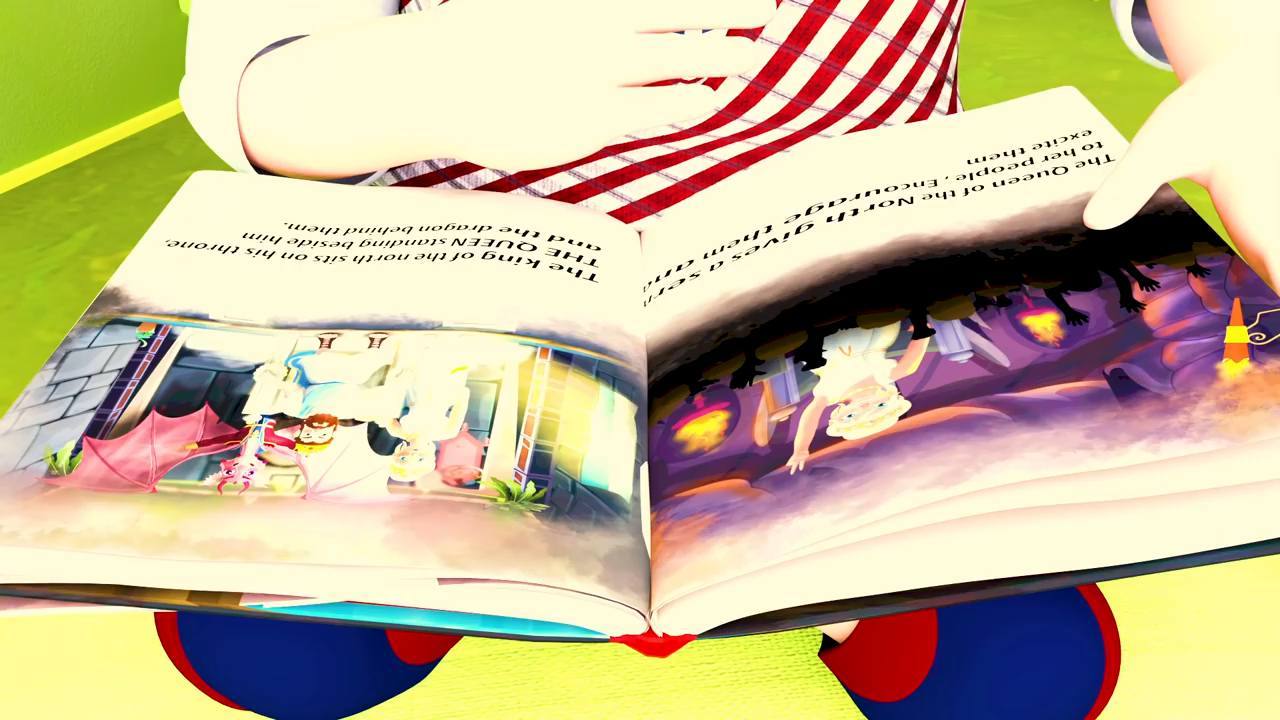 The Queen of the North gives a
to her people , Encourage them and
excite them
The king of the north sits on his throne,
THE QUEEN standing beside him
and the dragon behind them.